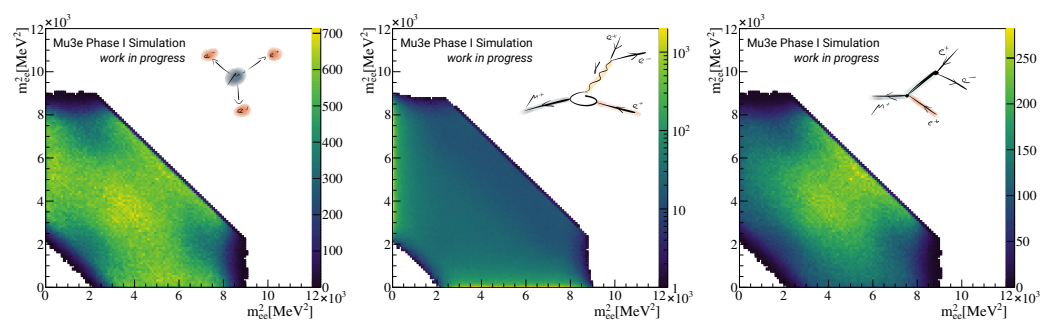 ×10³
m²ₑₑ[MeV²]
Mu3e Phase I Simulation
work in progress
e⁺
e⁻
μ⁺
e⁺
12
10
8
6
4
2
0
0 2 4 6 8 10 12 ×10³
m²ₑₑ[MeV²]
700
600
500
400
300
200
100
0
×10³
m²ₑₑ[MeV²]
Mu3e Phase I Simulation
work in progress
e⁺
e⁻
γ
μ⁺
e⁺
12
10
8
6
4
2
0
0 2 4 6 8 10 12 ×10³
m²ₑₑ[MeV²]
10³
10²
10
1
×10³
m²ₑₑ[MeV²]
Mu3e Phase I Simulation
work in progress
e⁺
e⁻
μ⁺
e⁺
12
10
8
6
4
2
0
0 2 4 6 8 10 12 ×10³
m²ₑₑ[MeV²]
250
200
150
100
50
0